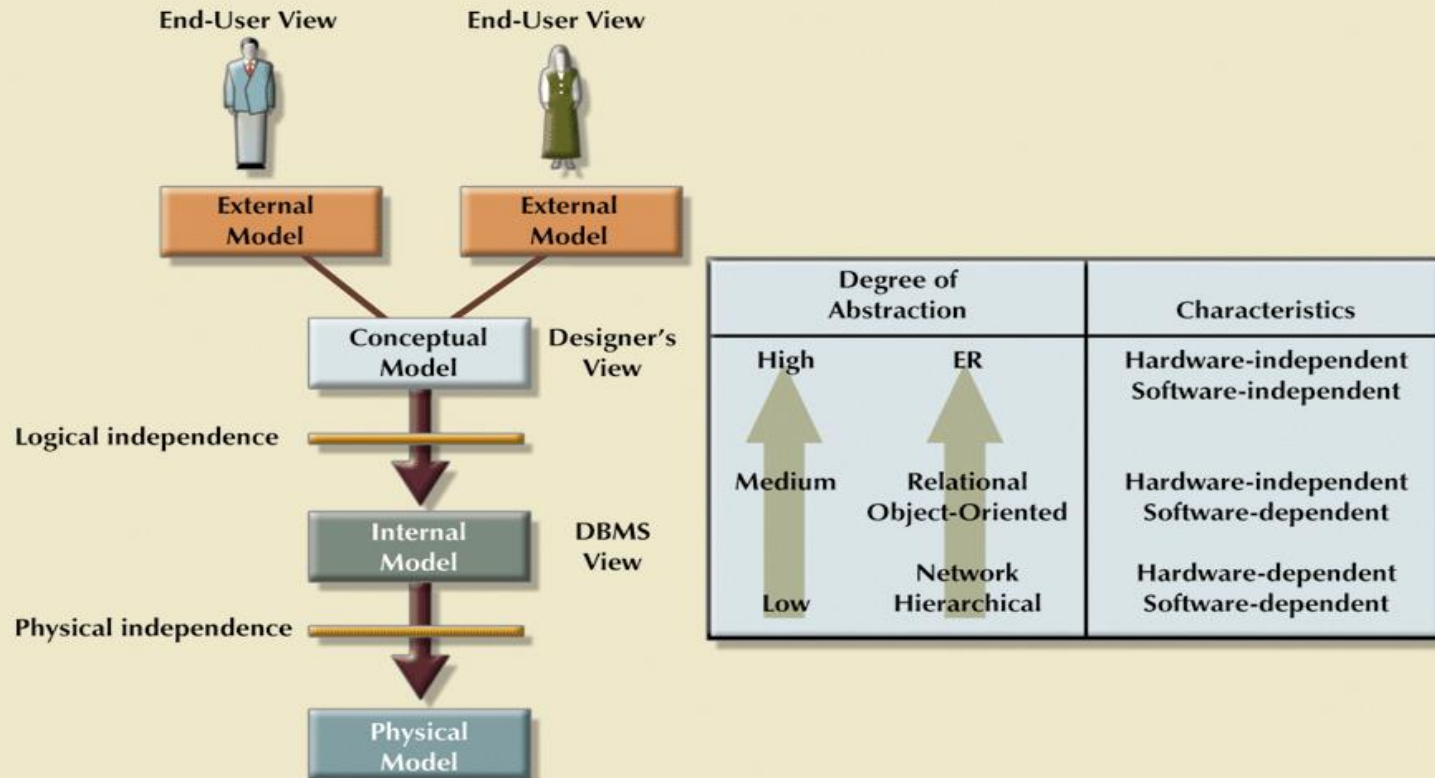 End-User View
End-User View
External
Model
External
Model
Conceptual
Model
Designer's
View
Logical independence
Internal
Model
DBMS
View
Physical independence
Physical
Model
Degree of
Abstraction
Characteristics
High
ER
Hardware-independent
Software-independent
Medium
Relational
Object-Oriented
Hardware-independent
Software-dependent
Low
Network
Hierarchical
Hardware-dependent
Software-dependent